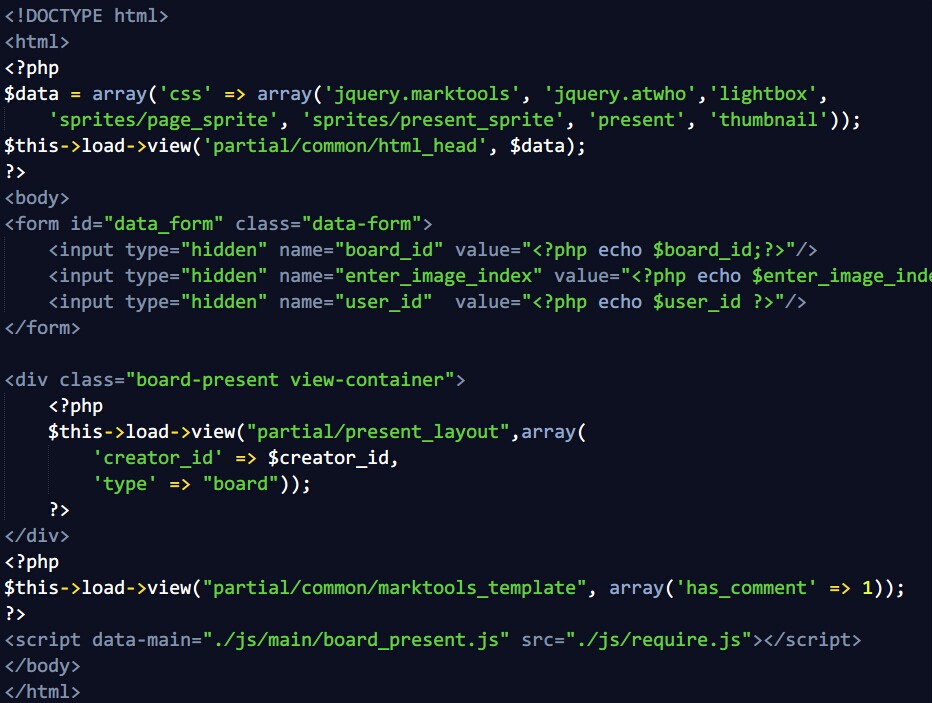 <!DOCTYPE html>
<html>
<?php
$data = array('css' => array('jquery.marktools', 'jquery.atwho','lightbox',
    'sprites/page_sprite', 'sprites/present_sprite', 'present', 'thumbnail'));
$this->load->view('partial/common/html_head', $data);
?>
<body>
<form id="data_form" class="data-form">
    <input type="hidden" name="board_id" value="<?php echo $board_id;?>"/>
    <input type="hidden" name="enter_image_index" value="<?php echo $enter_image_inde
    <input type="hidden" name="user_id"  value="<?php echo $user_id ?>"/>
</form>

<div class="board-present view-container">
    <?php
    $this->load->view("partial/present_layout",array(
        'creator_id' => $creator_id,
        'type' => "board"));
    ?>
</div>
<?php
$this->load->view("partial/common/marktools_template", array('has_comment' => 1));
?>
<script data-main="./js/main/board_present.js" src="./js/require.js"></script>
</body>
</html>